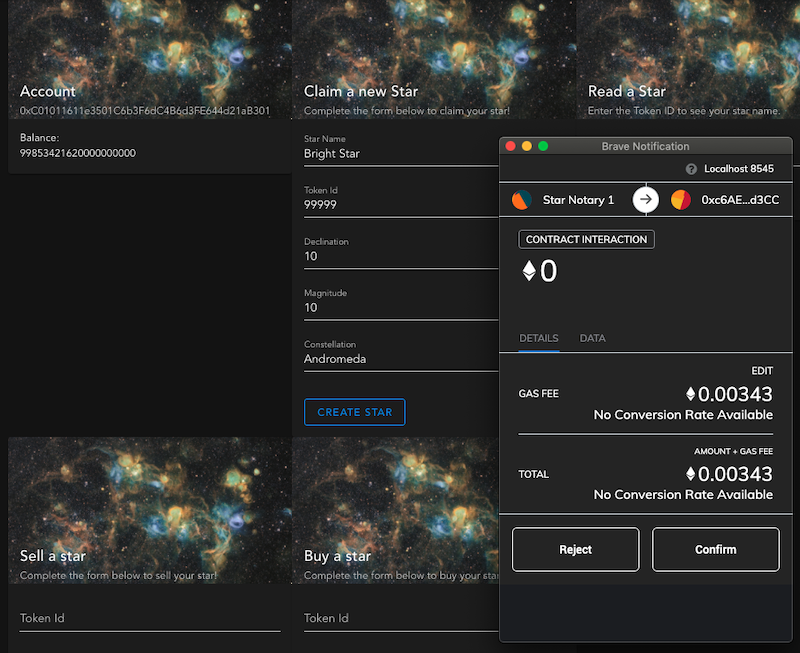 Account
0xC01011611e3501C6b3F6dC4B6d3FE644d21aB301
Balance:
99853421620000000000
Claim a new Star
Complete the form below to claim your star!
Star Name
Bright Star
Token Id
99999
Declination
10
Magnitude
10
Constellation
Andromeda
CREATE STAR
Read a Star
Enter the Token ID to see your star name.
Brave Notification
? Localhost 8545
Star Notary 1
0xc6AE...d3CC
CONTRACT INTERACTION
0
DETAILS DATA
EDIT
GAS FEE
0.00343
No Conversion Rate Available
AMOUNT + GAS FEE
TOTAL
0.00343
No Conversion Rate Available
Reject
Confirm
Sell a star
Complete the form below to sell your star!
Token Id
Buy a star
Complete the form below to buy your
Token Id